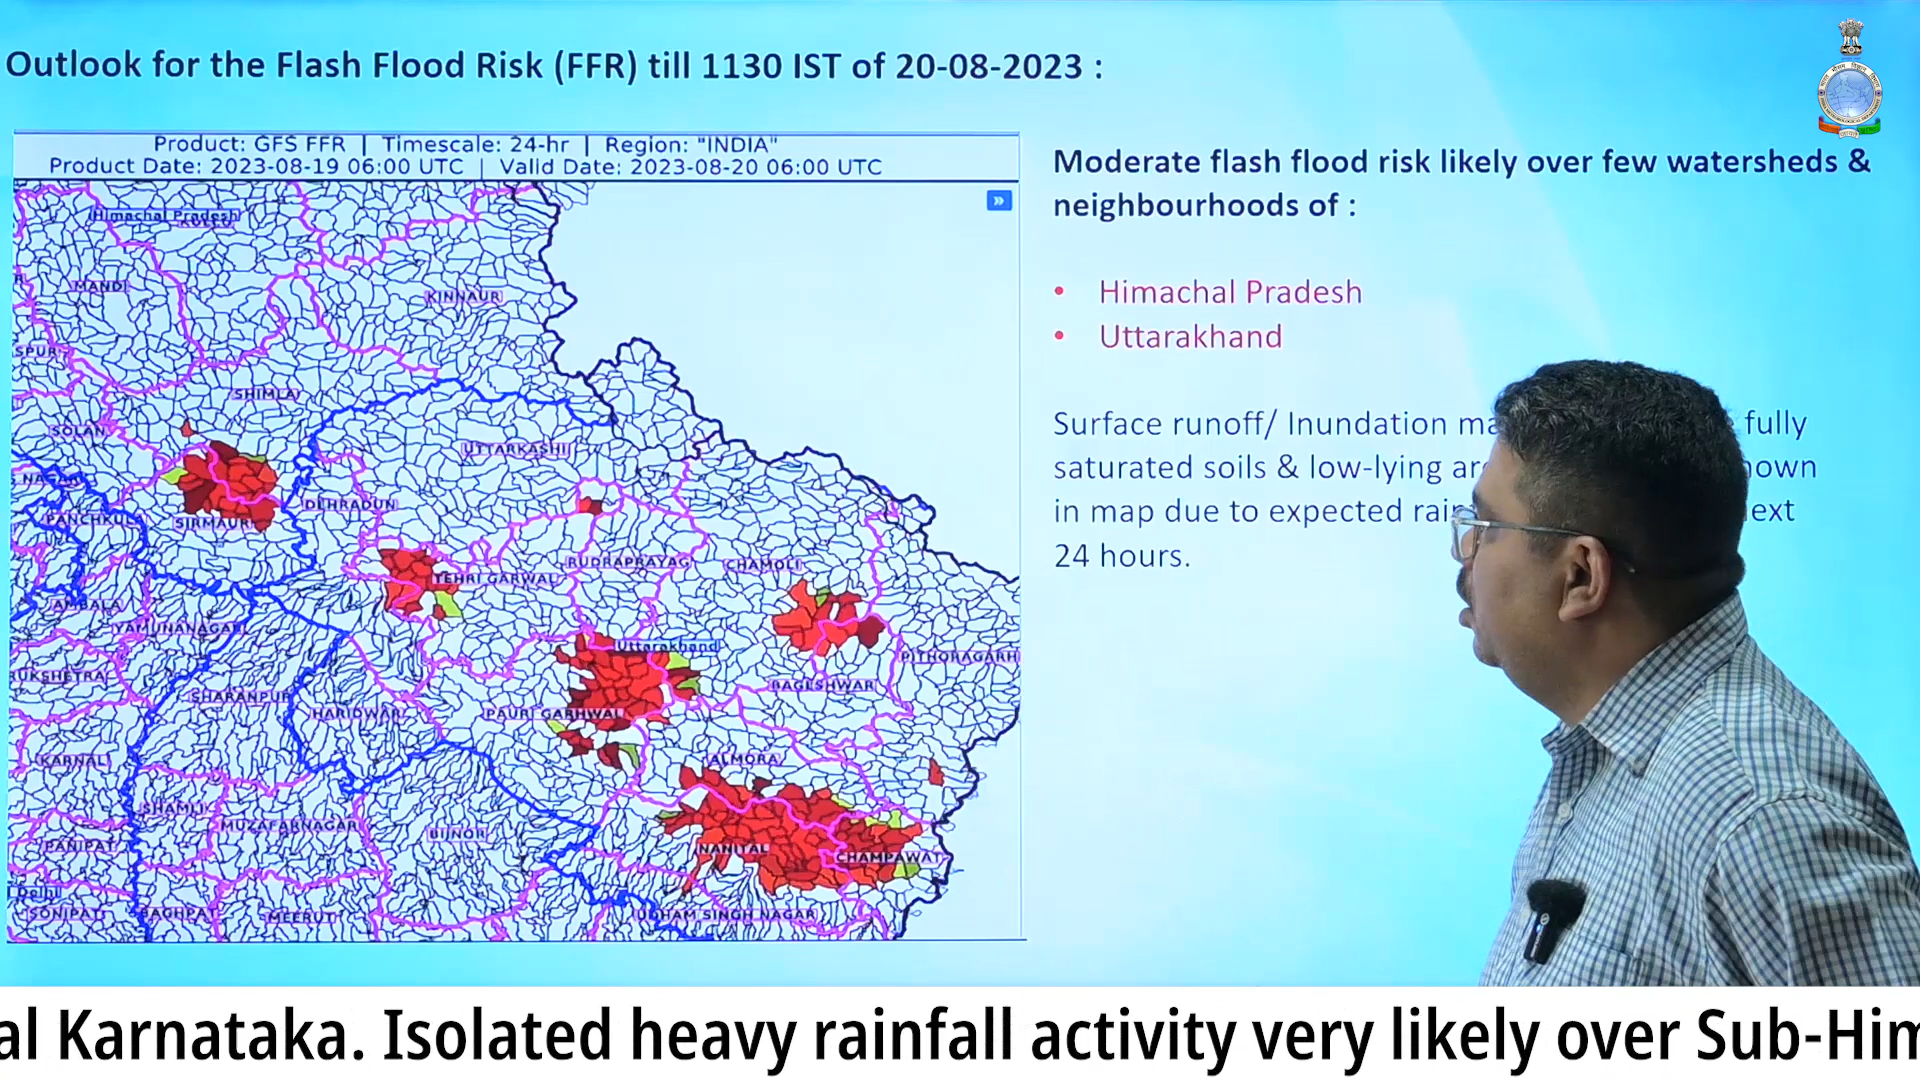 Outlook for the Flash Flood Risk (FFR) till 1130 IST of 20-08-2023 :
Product: GFS FFR | Timescale: 24-hr | Region: "INDIA"
Product Date: 2023-08-19 06:00 UTC | Valid Date: 2023-08-20 06:00 UTC
»
Himachal Pradesh
KULLU
MANDI
KINNAUR
SPUR
SHIMLA
SOLAN
UTTARKASHI
NAGAR
DEHRADUN
PANCHKULA
SIRMAUR
RUDRAPRAYAG
CHAMOLI
TEHRI GARWAL
AMBALA
YAMUNANAGAR
Uttarakhand
PITHORAGARH
UKSHETRA
BAGESHWAR
SHARANPUR
HARIDWAR
PAURI GARHWAL
KARNAL
ALMORA
SHAMLI
MUZAFARNAGAR
BIJNOR
PANIPAT
NANITAL
CHAMPAWAT
Delhi
SONIPAT
BAGHPAT
MEERUT
UDHAM SINGH NAGAR
Moderate flash flood risk likely over few watersheds &
neighbourhoods of :
• Himachal Pradesh
• Uttarakhand
Surface runoff/ Inundation ma fully
saturated soils & low-lying ar own
in map due to expected rai ext
24 hours.
al Karnataka. Isolated heavy rainfall activity very likely over Sub-Him